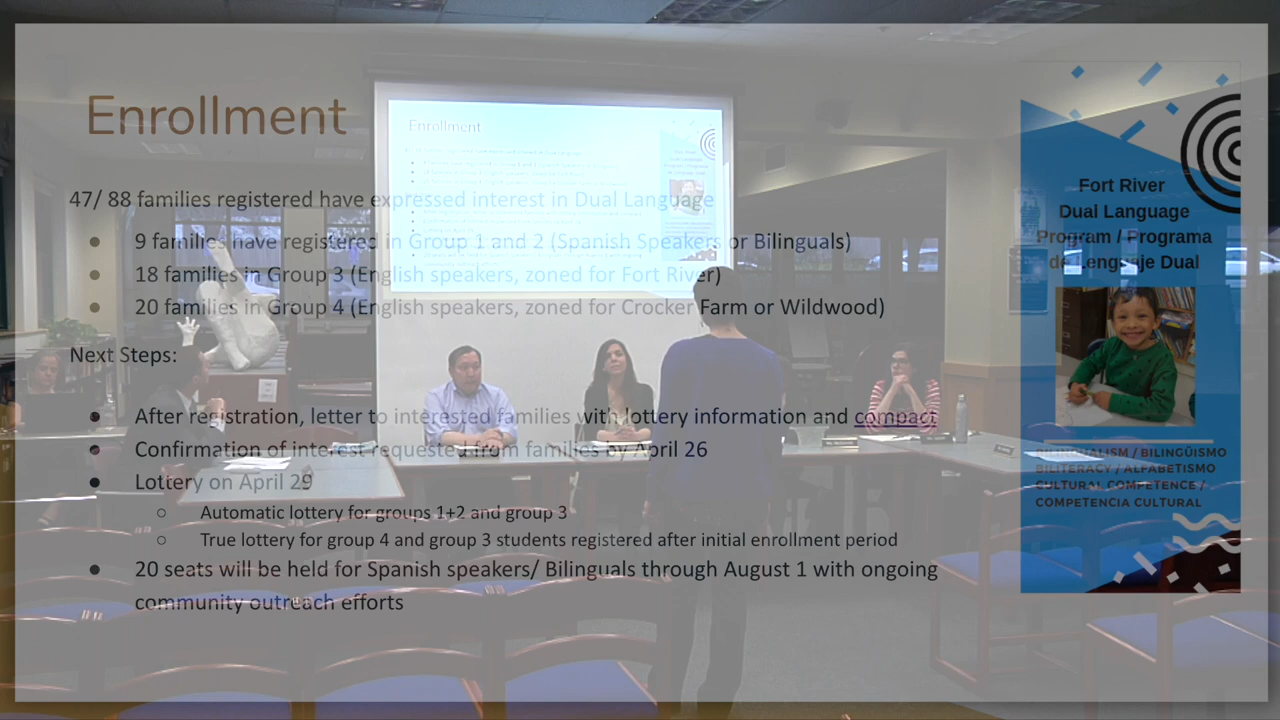 Enrollment
47/ 88 families registered have expressed interest in Dual Language
● 9 families have registered in Group 1 and 2 (Spanish Speakers or Bilinguals)
● 18 families in Group 3 (English speakers, zoned for Fort River)
● 20 families in Group 4 (English speakers, zoned for Crocker Farm or Wildwood)
Next Steps:
● After registration, letter to interested families with lottery information and compact
● Confirmation of interest requested from families by April 26
● Lottery on April 29
○ Automatic lottery for groups 1+2 and group 3
○ True lottery for group 4 and group 3 students registered after initial enrollment period
● 20 seats will be held for Spanish speakers/ Bilinguals through August 1 with ongoing
community outreach efforts
Fort River
Dual Language
Program / Programa
de Lenguaje Dual
BILINGUALISM / BILINGÜISMO
BILITERACY / ALFABETISMO
CULTURAL COMPETENCE /
COMPETENCIA CULTURAL
Enrollment